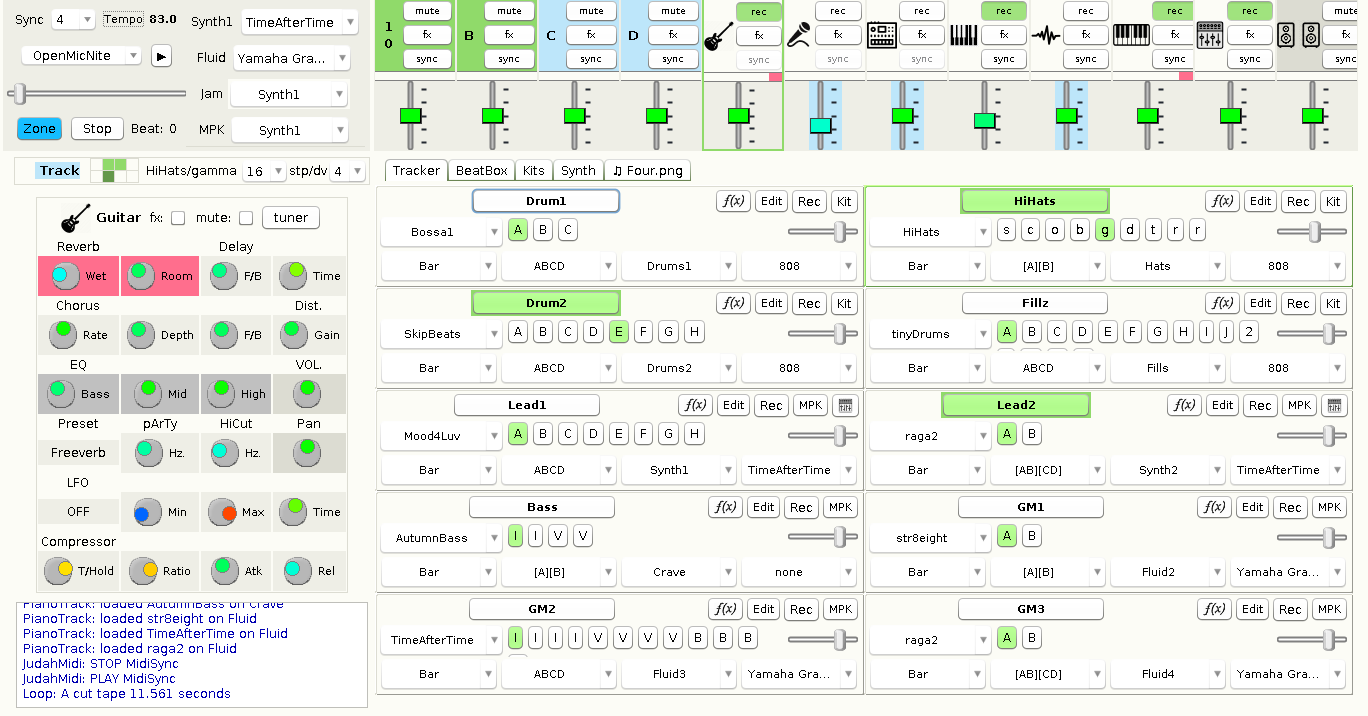 Sync 4 Tempo 83.0 Synth1 TimeAfterTime
OpenMicNite Fluid Yamaha Gra...
Jam Synth1
Zone Stop Beat: 0 MPK Synth1
1 0 mute fx sync
B mute fx sync
C mute fx sync
D mute fx sync
rec fx sync
rec fx sync
rec fx sync
rec fx sync
rec fx sync
rec fx sync
rec fx sync
mute fx sync
Track HiHats/gamma 16 stp/dv 4
Guitar fx: mute: tuner
Reverb Delay
Wet Room F/B Time
Chorus Dist.
Rate Depth F/B Gain
EQ VOL.
Bass Mid High
Preset pArTy HiCut Pan
Freeverb Hz. Hz.
LFO
OFF Min Max Time
Compressor
T/Hold Ratio Atk Rel
PianoTrack: loaded AutumnBass on Crave
PianoTrack: loaded str8eight on Fluid
PianoTrack: loaded TimeAfterTime on Fluid
PianoTrack: loaded raga2 on Fluid
JudahMidi: STOP MidiSync
JudahMidi: PLAY MidiSync
Loop: A cut tape 11.561 seconds
Tracker BeatBox Kits Synth ♫ Four.png
Drum1 f(x) Edit Rec Kit
Bossa1 A B C
Bar ABCD Drums1 808
HiHats f(x) Edit Rec Kit
HiHats s c o b g d t r r
Bar [A][B] Hats 808
Drum2 f(x) Edit Rec Kit
SkipBeats A B C D E F G H
Bar ABCD Drums2 808
Fillz f(x) Edit Rec Kit
tinyDrums A B C D E F G H I J 2
Bar ABCD Fills 808
Lead1 f(x) Edit Rec MPK
Mood4Luv A B C D E F G H
Bar ABCD Synth1 TimeAfterTime
Lead2 f(x) Edit Rec MPK
raga2 A B
Bar [AB][CD] Synth2 TimeAfterTime
Bass f(x) Edit Rec MPK
AutumnBass I I V V
Bar [A][B] Crave none
GM1 f(x) Edit Rec MPK
str8eight A B
Bar [A][B] Fluid2 Yamaha Gra...
GM2 f(x) Edit Rec MPK
TimeAfterTime I I I I V V V V B B B
Bar ABCD Fluid3 Yamaha Gra...
GM3 f(x) Edit Rec MPK
raga2 A B
Bar [AB][CD] Fluid4 Yamaha Gra...